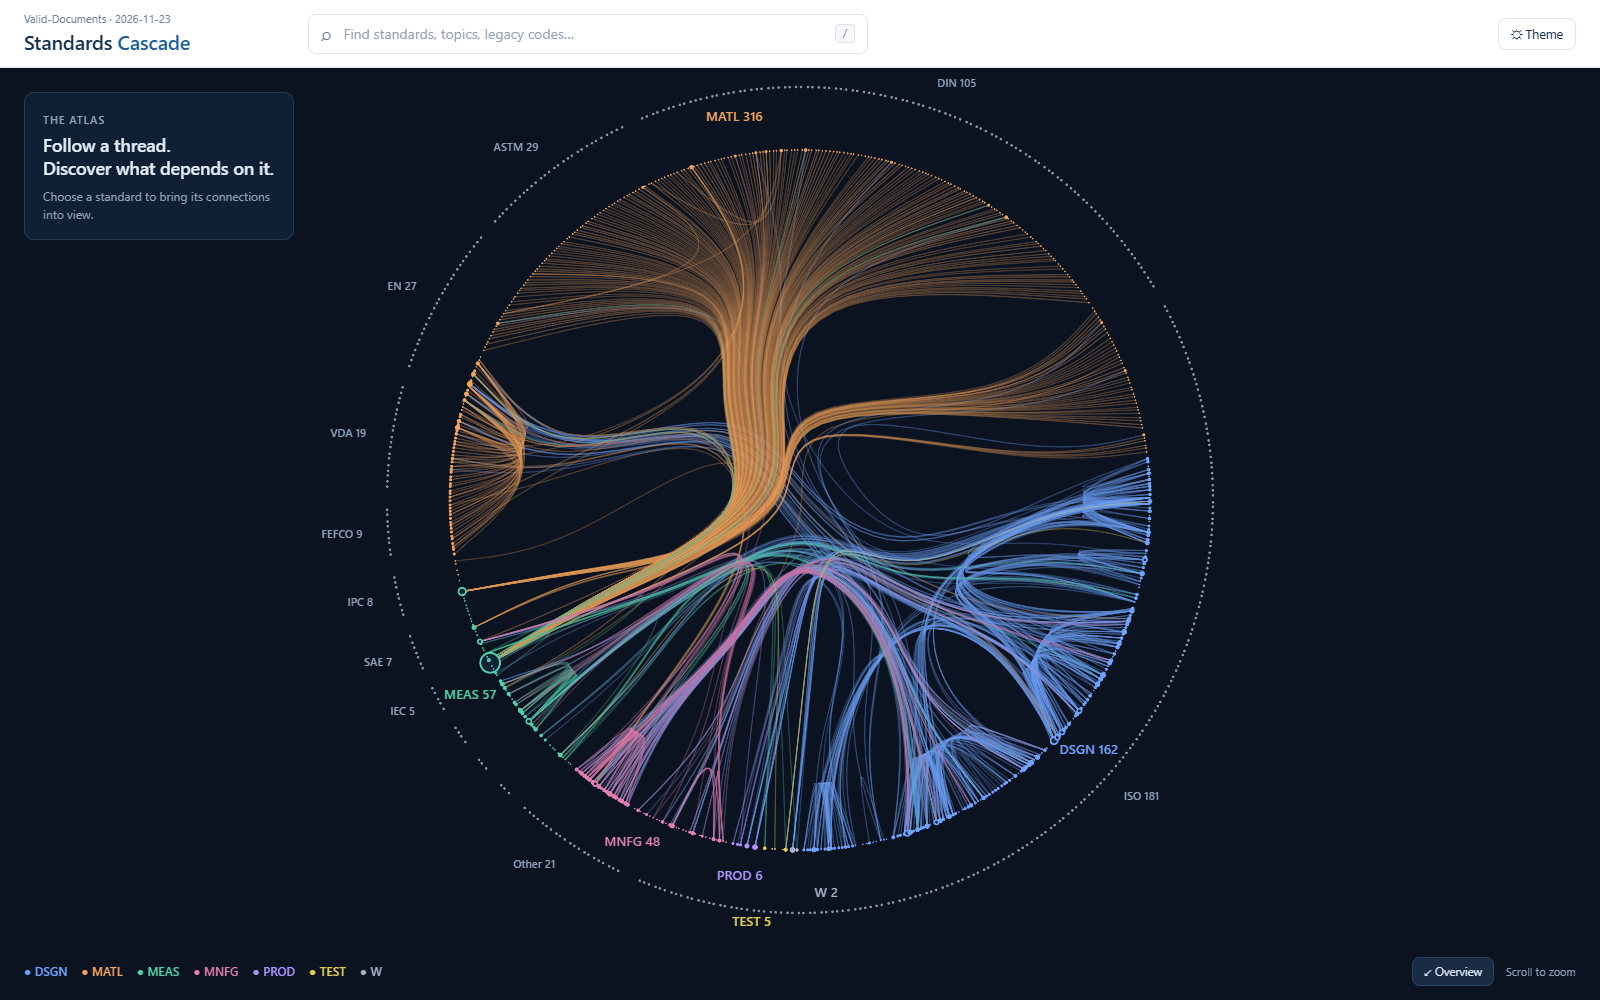 Valid-Documents · 2026-11-23
Standards Cascade
Find standards, topics, legacy codes...
/
Theme
THE ATLAS
Follow a thread.
Discover what depends on it.
Choose a standard to bring its connections
into view.
DIN 105
MATL 316
ASTM 29
EN 27
VDA 19
FEFCO 9
IPC 8
SAE 7
MEAS 57
IEC 5
DSGN 162
ISO 181
MNFG 48
Other 21
PROD 6
W 2
TEST 5
DSGN
MATL
MEAS
MNFG
PROD
TEST
W
↙ Overview
Scroll to zoom